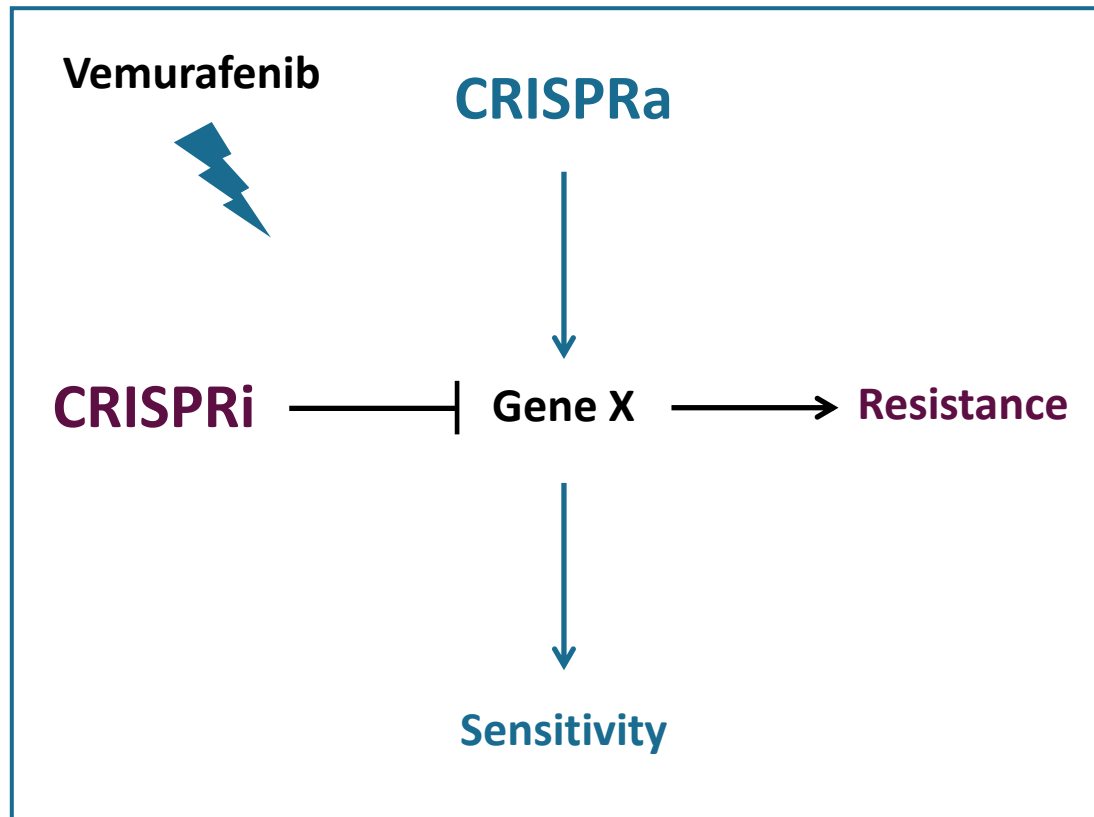 Vemurafenib
CRISPRa
CRISPRi
Gene X
Resistance
Sensitivity